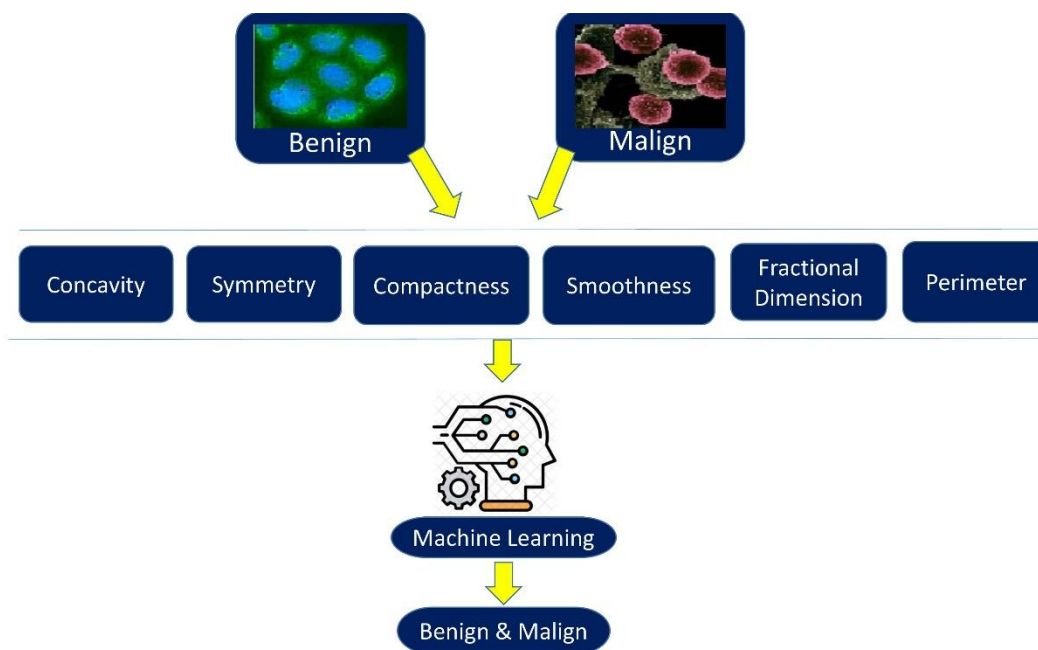 Benign
Malign
Concavity
Symmetry
Compactness
Smoothness
Fractional
Dimension
Perimeter
Machine Learning
Benign & Malign